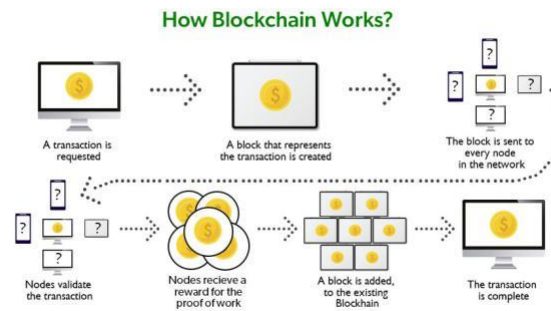 How Blockchain Works?
$
$
?
?
$
?
?
A transaction is
requested
A block that represents
the transaction is created
The block is sent to
every node
in the network
?
?
$
?
?
$
$
$
$
$
$
$
$
$
$
$
Nodes validate
the transaction
Nodes recieve a
reward for the
proof of work
A block is added,
to the existing
Blockhain
The transaction
is complete